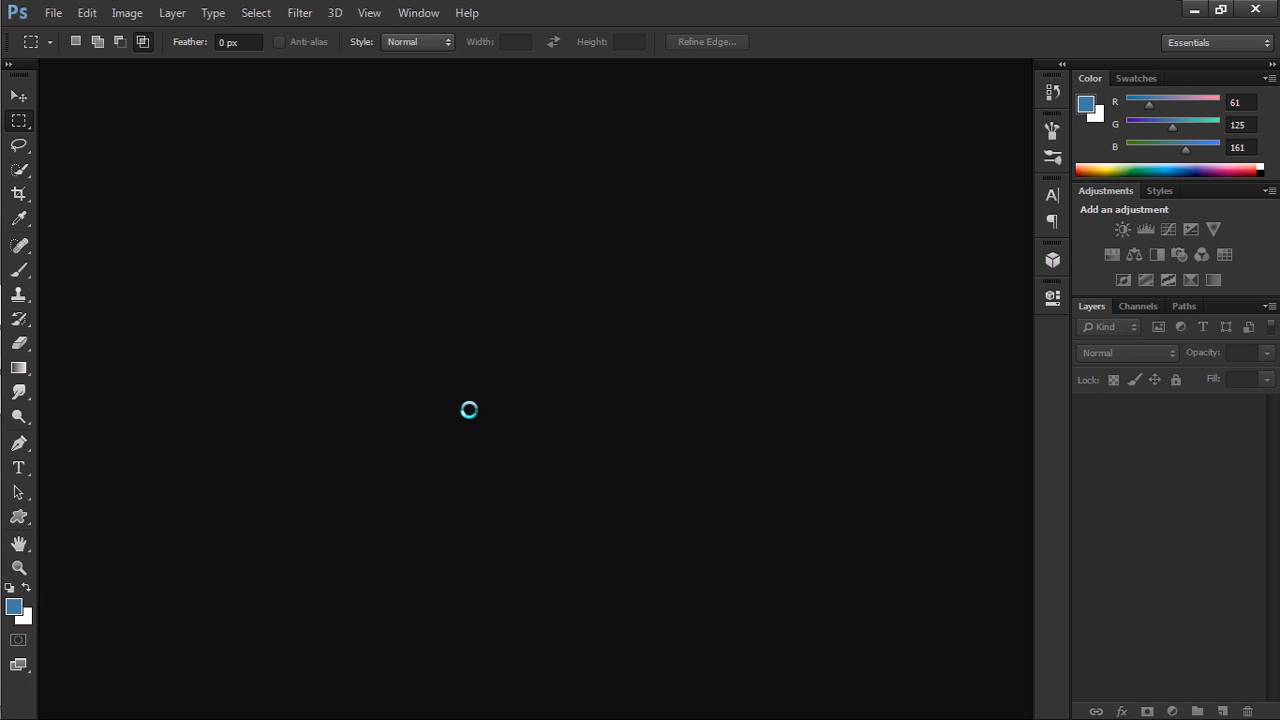 Ps File Edit Image Layer Type Select Filter 3D View Window Help
Feather: 0 px Anti-alias Style: Normal Width: Height: Refine Edge... Essentials
Color Swatches
R 61
G 125
B 161
Adjustments Styles
Add an adjustment
Layers Channels Paths
Kind
Normal Opacity:
Lock: Fill: